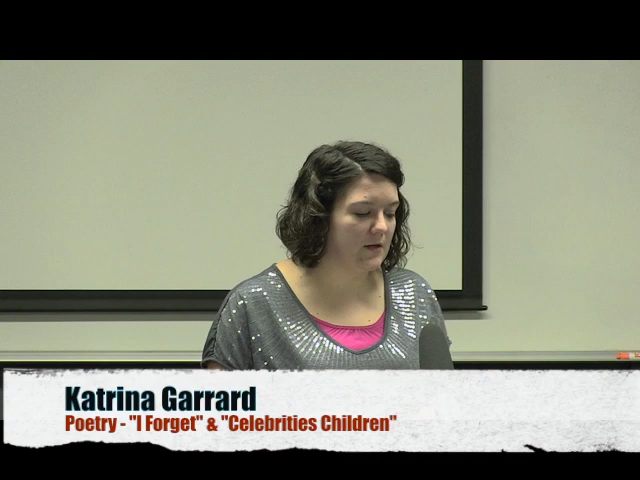 Katrina Garrard
Poetry - "I Forget" & "Celebrities Children"